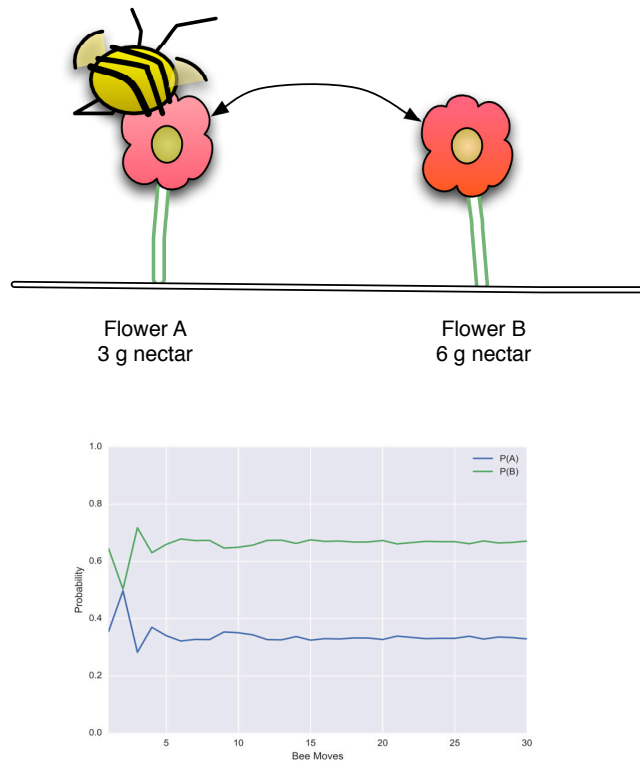 Flower A
3 g nectar
Flower B
6 g nectar
P(A)
P(B)
1.0
0.8
0.6
0.4
0.2
0.0
Probability
5
10
15
20
25
30
Bee Moves